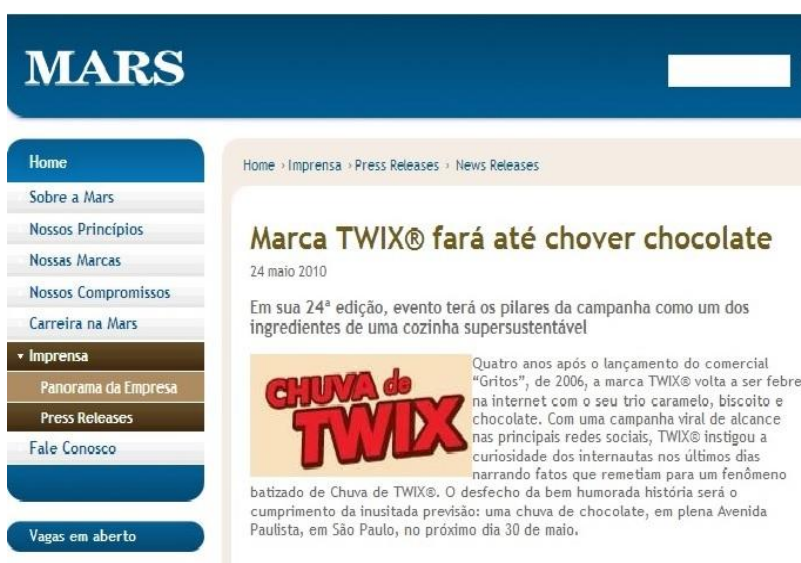 MARS
Home
Sobre a Mars
Nossos Princípios
Nossas Marcas
Nossos Compromissos
Carreira na Mars
Imprensa
Panorama da Empresa
Press Releases
Fale Conosco
Vagas em aberto
Home › Imprensa › Press Releases › News Releases
Marca TWIX® fará até chover chocolate
24 maio 2010
Em sua 24ª edição, evento terá os pilares da campanha como um dos
ingredientes de uma cozinha supersustentável
CHUVA de
TWIX
Quatro anos após o lançamento do comercial
“Gritos”, de 2006, a marca TWIX® volta a ser febre
na internet com o seu trio caramelo, biscoito e
chocolate. Com uma campanha viral de alcance
nas principais redes sociais, TWIX® instigou a
curiosidade dos internautas nos últimos dias
narrando fatos que remetiam para um fenômeno
batizado de Chuva de TWIX®. O desfecho da bem humorada história será o
cumprimento da inusitada previsão: uma chuva de chocolate, em plena Avenida
Paulista, em São Paulo, no próximo dia 30 de maio.